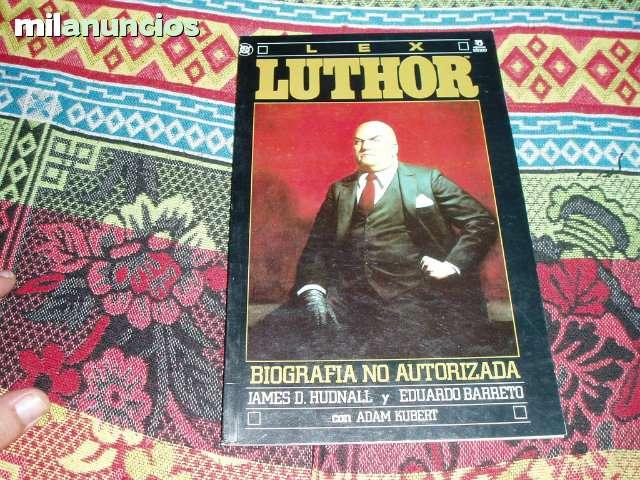 milanuncios
LEX
LUTHOR
BIOGRAFIA NO AUTORIZADA
JAMES D. HUDNALL y EDUARDO BARRETO
con ADAM KUBERT